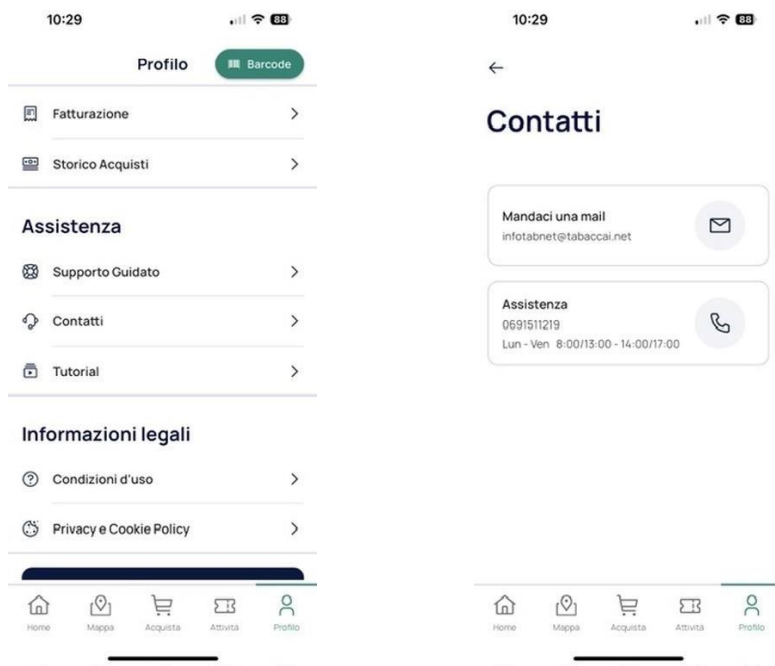 10:29
88
Profilo
Barcode
Fatturazione
Storico Acquisti
Assistenza
Supporto Guidato
Contatti
Tutorial
Informazioni legali
Condizioni d'uso
Privacy e Cookie Policy
Home
Mappa
Acquista
Attività
Profilo
10:29
88
Contatti
Mandaci una mail
infotabnet@tabaccai.net
Assistenza
0691511219
Lun - Ven 8:00/13:00 - 14:00/17:00
Home
Mappa
Acquista
Attività
Profilo